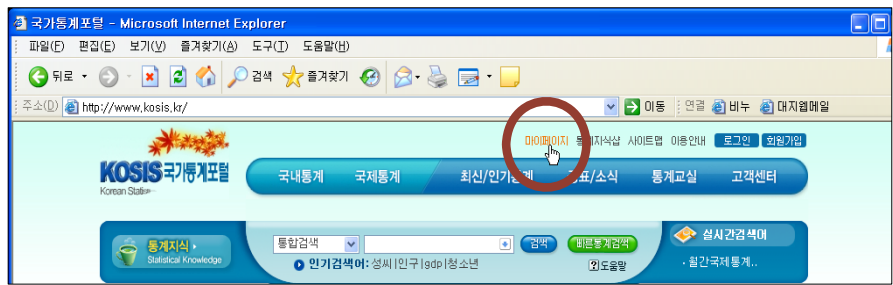 국가통계포털 - Microsoft Internet Explorer
파일(F) 편집(E) 보기(V) 즐겨찾기(A) 도구(T) 도움말(H)
뒤로 검색 즐겨찾기
주소(D) http://www.kosis.kr/ 이동 연결 비누 대지웹메일
마이페이지 통계지식샵 사이트맵 이용안내 로그인 회원가입
KOSIS 국가통계포털 국내통계 국제통계 최신/인기통계 공표/소식 통계교실 고객센터
Korean
통계지식 통합검색 검색 빠른통계검색 실시간검색어
Statistical Knowledge
인기검색어: 성씨|인구|gdp|청소년 도움말 · 월간국제통계..